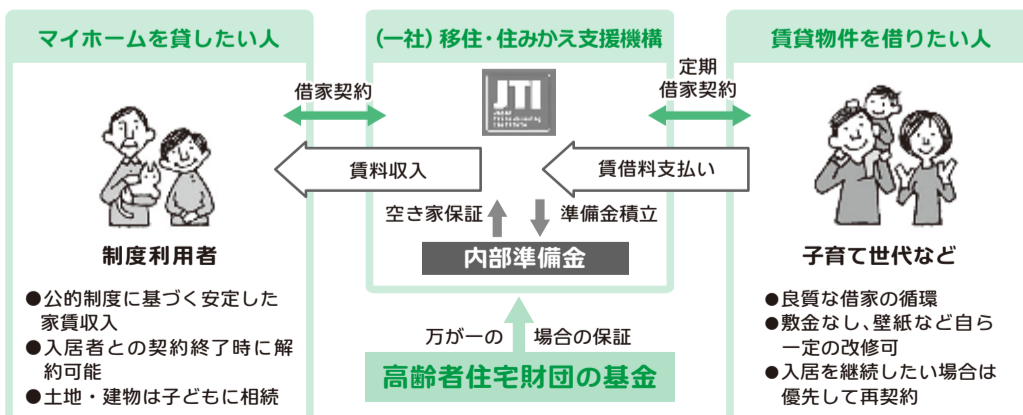 マイホームを貸したい人
(一社)移住・住みかえ支援機構
賃貸物件を借りたい人
借家契約
JTI
定期
借家契約
賃料収入
賃借料支払い
空き家保証
準備金積立
内部準備金
制度利用者
子育て世代など
●公的制度に基づく安定した
家賃収入
●入居者との契約終了時に解
約可能
●土地・建物は子どもに相続
万が一の 場合の保証
高齢者住宅財団の基金
●良質な借家の循環
●敷金なし、壁紙など自ら
一定の改修可
●入居を継続したい場合は
優先して再契約